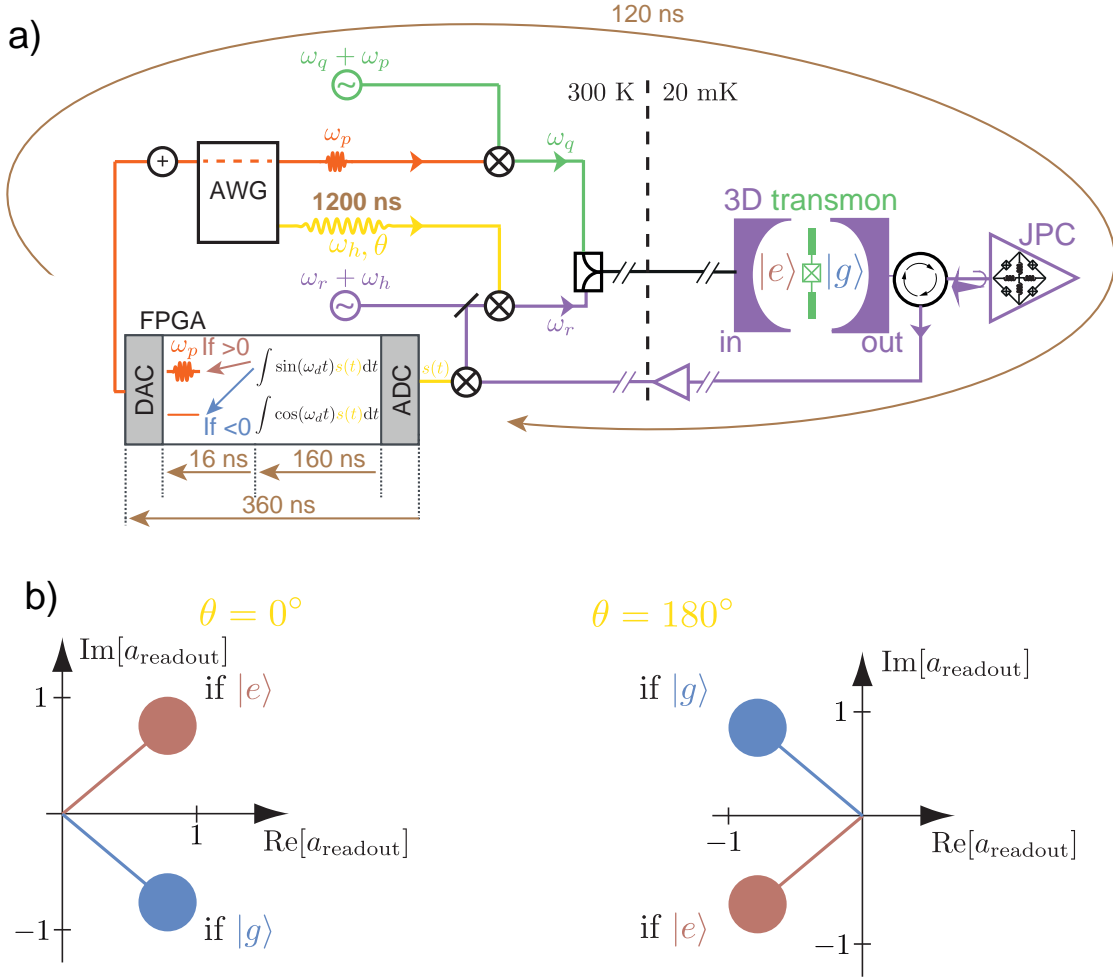 a)
120 ns
ω_q + ω_p
300 K
20 mK
ω_p
ω_q
AWG
1200 ns
ω_h, θ
3D transmon
JPC
|e⟩
|g⟩
ω_r + ω_h
ω_r
in
out
FPGA
DAC
ω_p
If >0
If <0
∫ sin(ω_d t)s(t)dt
∫ cos(ω_d t)s(t)dt
ADC
s(t)
16 ns
160 ns
360 ns
b)
θ = 0°
θ = 180°
Im[a_readout]
1
if |e⟩
1
Re[a_readout]
−1
if |g⟩
Im[a_readout]
if |g⟩
1
−1
Re[a_readout]
if |e⟩
−1